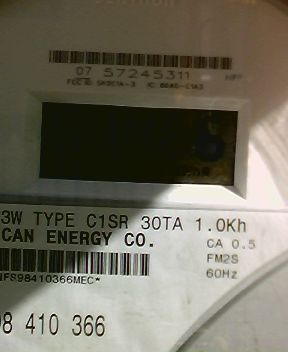 07 57245311
3W TYPE C1SR 30TA 1.0Kh
CAN ENERGY CO.
CA 0.5
FM2S
60Hz
NFS98410366MEC*
98 410 366